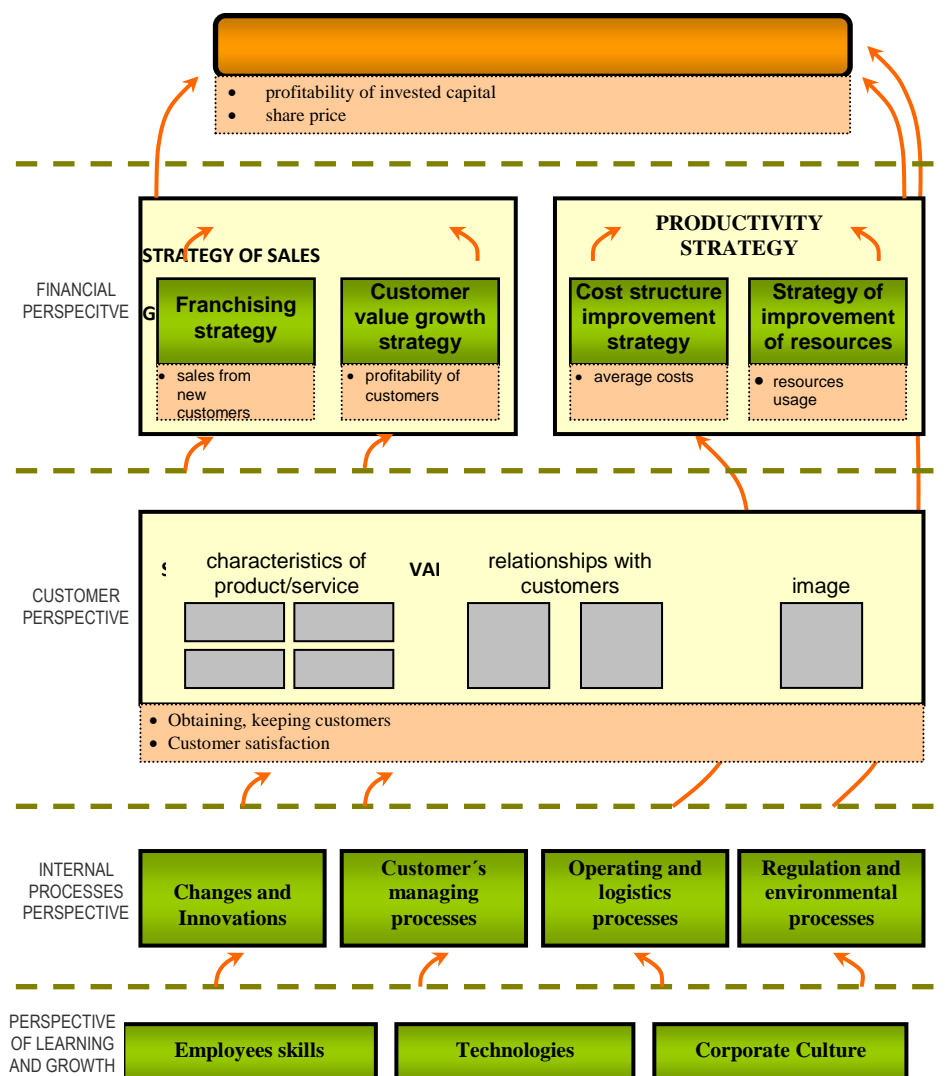 • profitability of invested capital
• share price
STRATEGY OF SALES
G
PRODUCTIVITY
STRATEGY
FINANCIAL
PERSPECITVE
Franchising
strategy
Customer
value growth
strategy
Cost structure
improvement
strategy
Strategy of
improvement
of resources
• sales from
new
customers
• profitability of
customers
• average costs
• resources
usage
CUSTOMER
PERSPECTIVE
characteristics of
product/service
relationships with
customers
image
• Obtaining, keeping customers
• Customer satisfaction
INTERNAL
PROCESSES
PERSPECTIVE
Changes and
Innovations
Customer´s
managing
processes
Operating and
logistics
processes
Regulation and
environmental
processes
PERSPECTIVE
OF LEARNING
AND GROWTH
Employees skills
Technologies
Corporate Culture